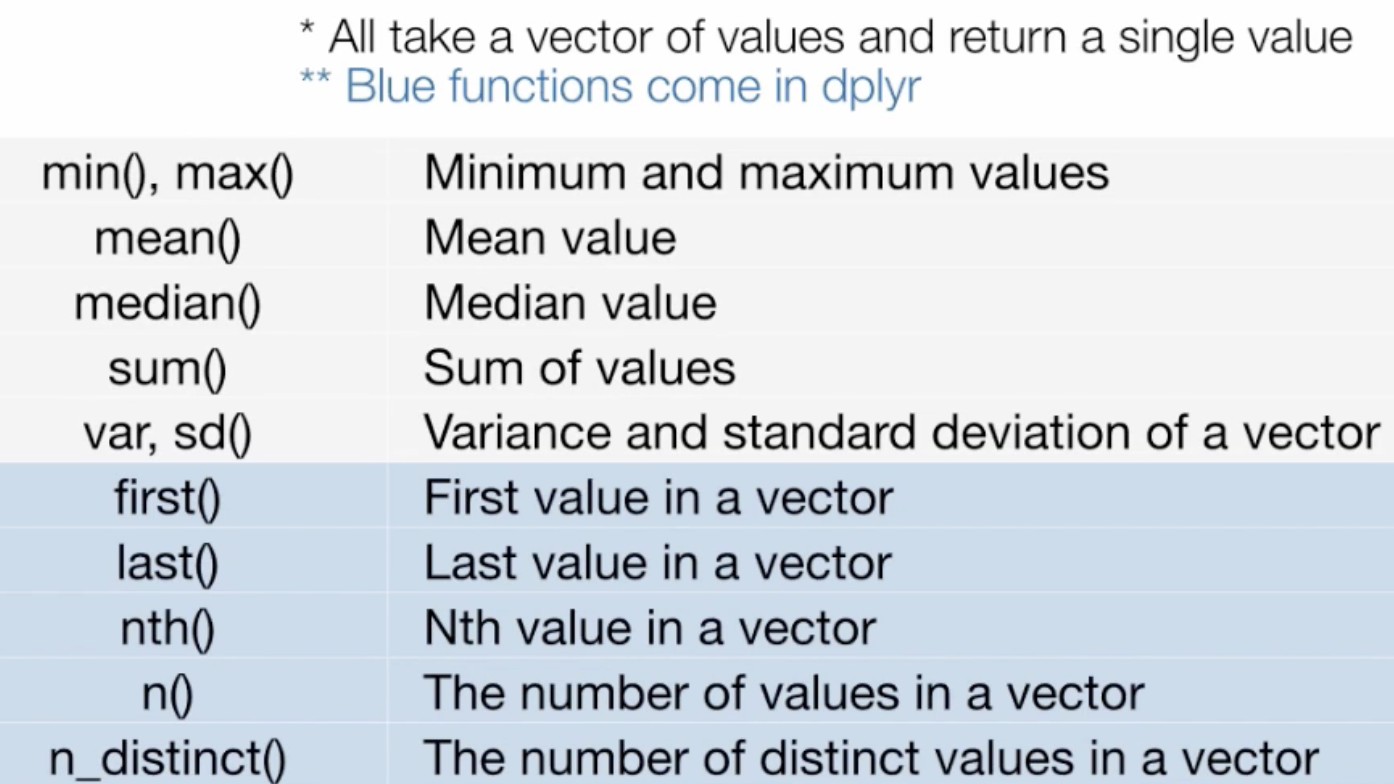 * All take a vector of values and return a single value
** Blue functions come in dplyr
min(), max() Minimum and maximum values
mean() Mean value
median() Median value
sum() Sum of values
var, sd() Variance and standard deviation of a vector
first() First value in a vector
last() Last value in a vector
nth() Nth value in a vector
n() The number of values in a vector
n_distinct() The number of distinct values in a vector